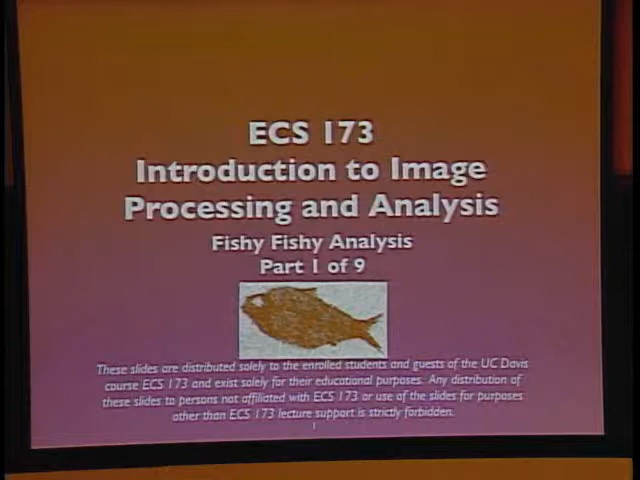 ECS 173
Introduction to Image
Processing and Analysis
Fishy Fishy Analysis
Part 1 of 9
These slides are distributed solely to the enrolled students and guests of the UC Davis
course ECS 173 and exist solely for their educational purposes. Any distribution of
these slides to persons not affiliated with ECS 173 or use of the slides for purposes
other than ECS 173 lecture support is strictly forbidden.
1